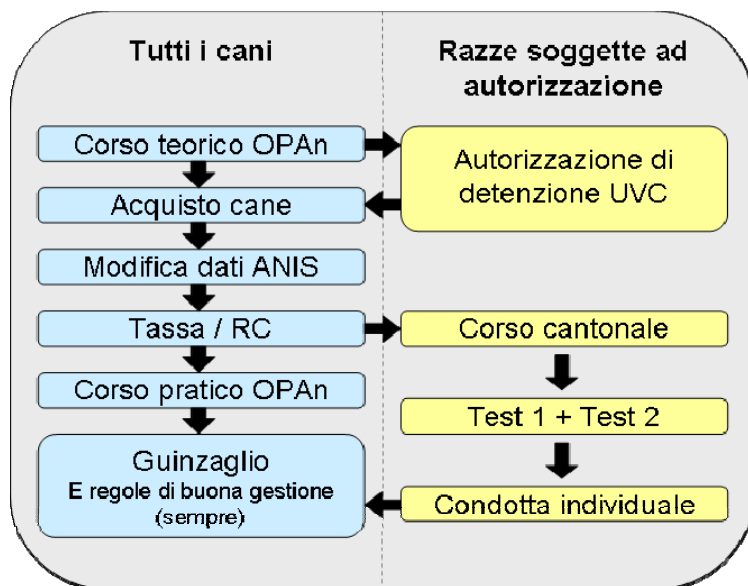 Tutti i cani
Razze soggette ad
autorizzazione
Corso teorico OPAn
Autorizzazione di
detenzione UVC
Acquisto cane
Modifica dati ANIS
Tassa / RC
Corso cantonale
Corso pratico OPAn
Test 1 + Test 2
Guinzaglio
E regole di buona gestione
(sempre)
Condotta individuale